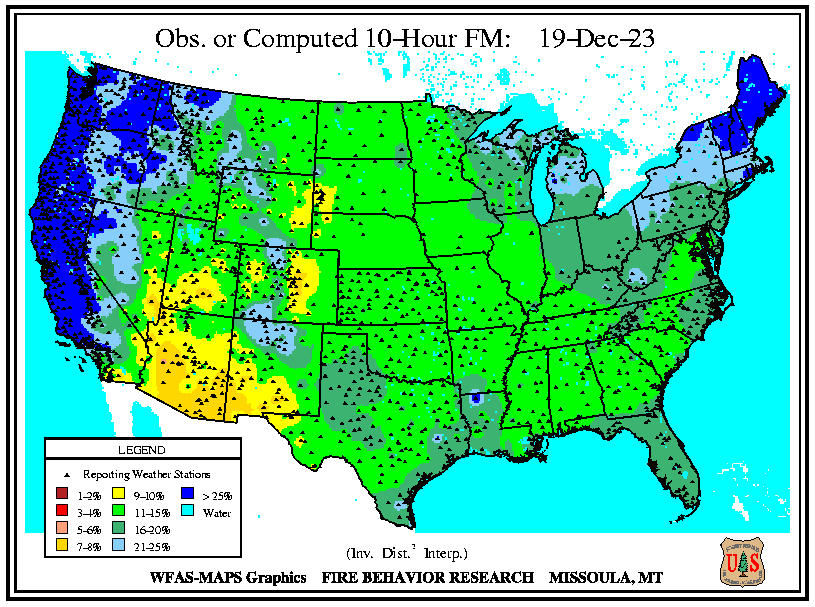 Obs. or Computed 10-Hour FM: 19-Dec-23
LEGEND
Reporting Weather Stations
1-2% 9-10% > 25%
3-4% 11-15% Water
5-6% 16-20%
7-8% 21-25%
(Inv. Dist.² Interp.)
WFAS-MAPS Graphics FIRE BEHAVIOR RESEARCH MISSOULA, MT
U S